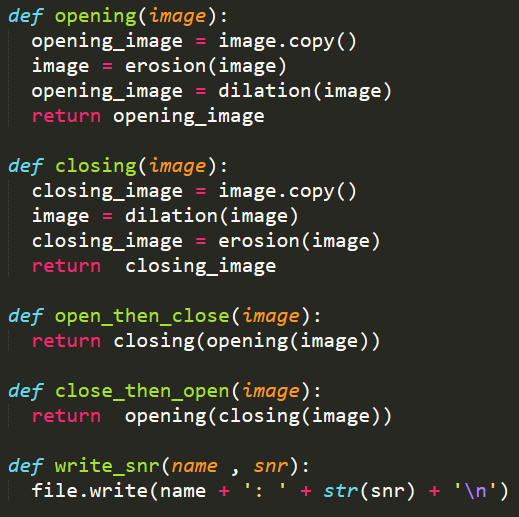 def opening(image):
  opening_image = image.copy()
  image = erosion(image)
  opening_image = dilation(image)
  return opening_image

def closing(image):
  closing_image = image.copy()
  image = dilation(image)
  closing_image = erosion(image)
  return  closing_image

def open_then_close(image):
  return closing(opening(image))

def close_then_open(image):
  return  opening(closing(image))

def write_snr(name , snr):
  file.write(name + ': ' + str(snr) + '\n')